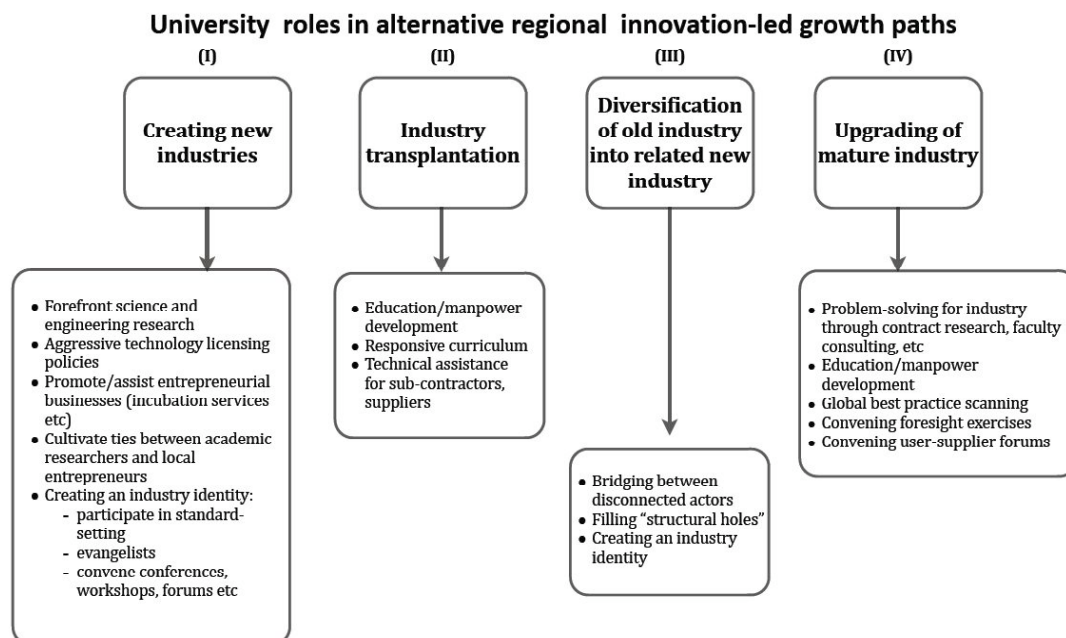 University roles in alternative regional innovation-led growth paths
(I)
Creating new
industries
• Forefront science and
engineering research
• Aggressive technology licensing
policies
• Promote/assist entrepreneurial
businesses (incubation services
etc)
• Cultivate ties between academic
researchers and local
entrepreneurs
• Creating an industry identity:
- participate in standard-
setting
- evangelists
- convene conferences,
workshops, forums etc
(II)
Industry
transplantation
• Education/manpower
development
• Responsive curriculum
• Technical assistance
for sub-contractors,
suppliers
(III)
Diversification
of old industry
into related new
industry
• Bridging between
disconnected actors
• Filling “structural holes”
• Creating an industry
identity
(IV)
Upgrading of
mature industry
• Problem-solving for industry
through contract research, faculty
consulting, etc
• Education/manpower
development
• Global best practice scanning
• Convening foresight exercises
• Convening user-supplier forums